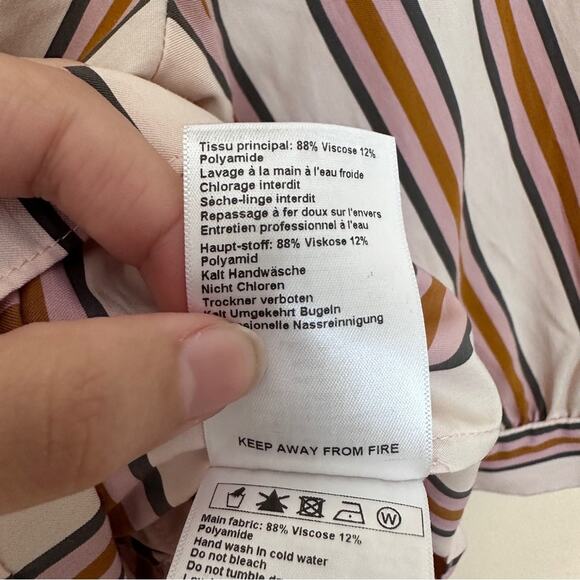 Tissu principal: 88% Viscose 12%
Polyamide
Lavage à la main à l'eau froide
Chlorage interdit
Sèche-linge interdit
Repassage à fer doux sur l'envers
Entretien professionnel à l'eau
Haupt-stoff: 88% Viskose 12%
Polyamid
Kalt Handwäsche
Nicht Chloren
Trockner verboten
Kalt Umgekehrt Bugeln
Nassreinigung
KEEP AWAY FROM FIRE
W
Main fabric: 88% Viscose 12%
Polyamide
Hand wash in cold water
Do not bleach
Do not tumble